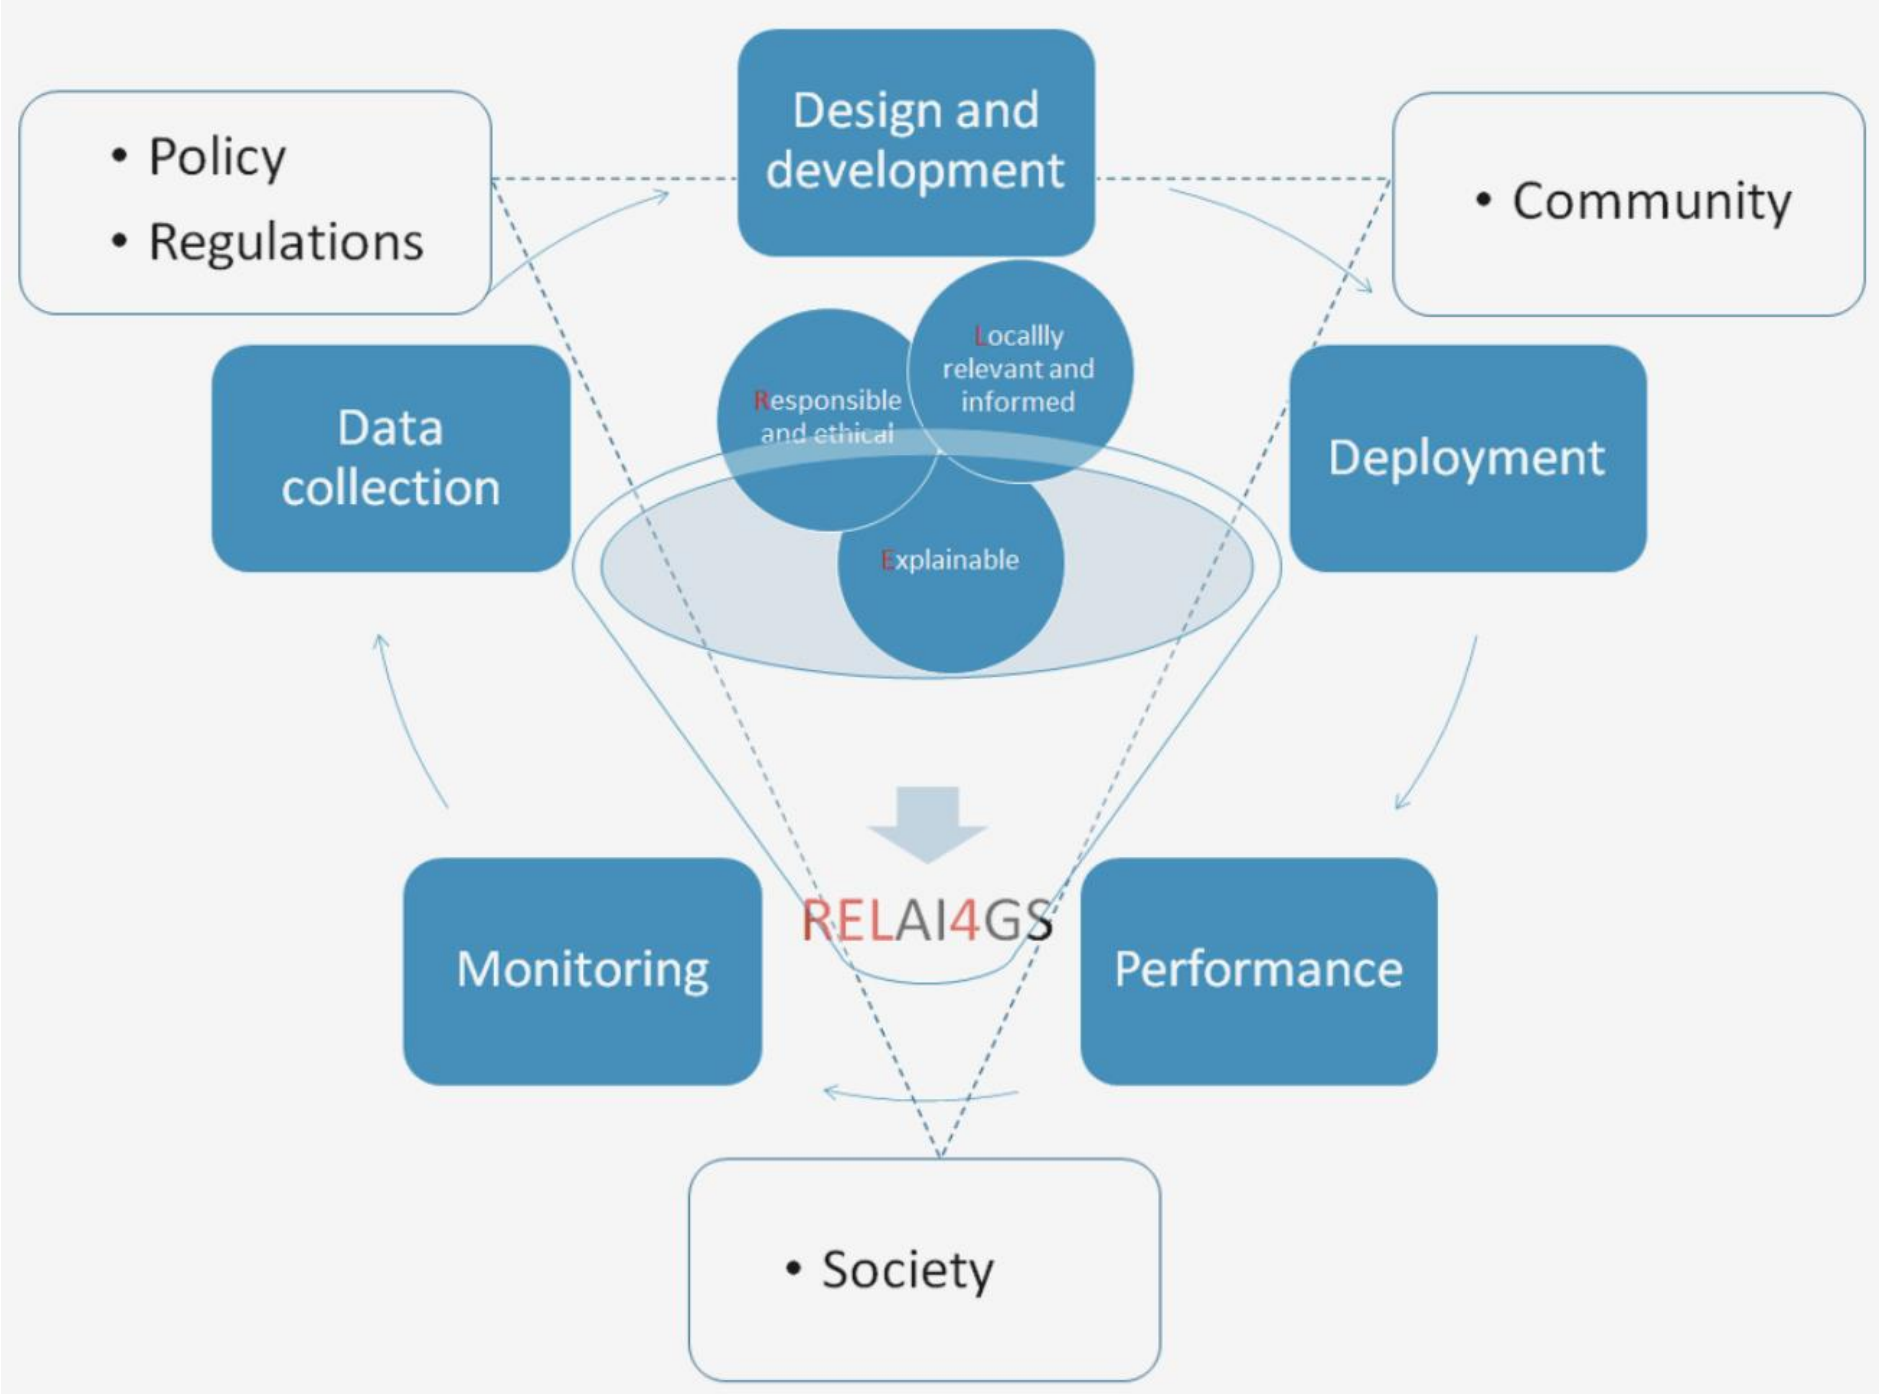 Design and
development
• Policy
• Regulations
• Community
Locallly
relevant and
informed
Responsible
and ethical
Data
collection
Deployment
Explainable
RELAI4GS
Monitoring
Performance
• Society